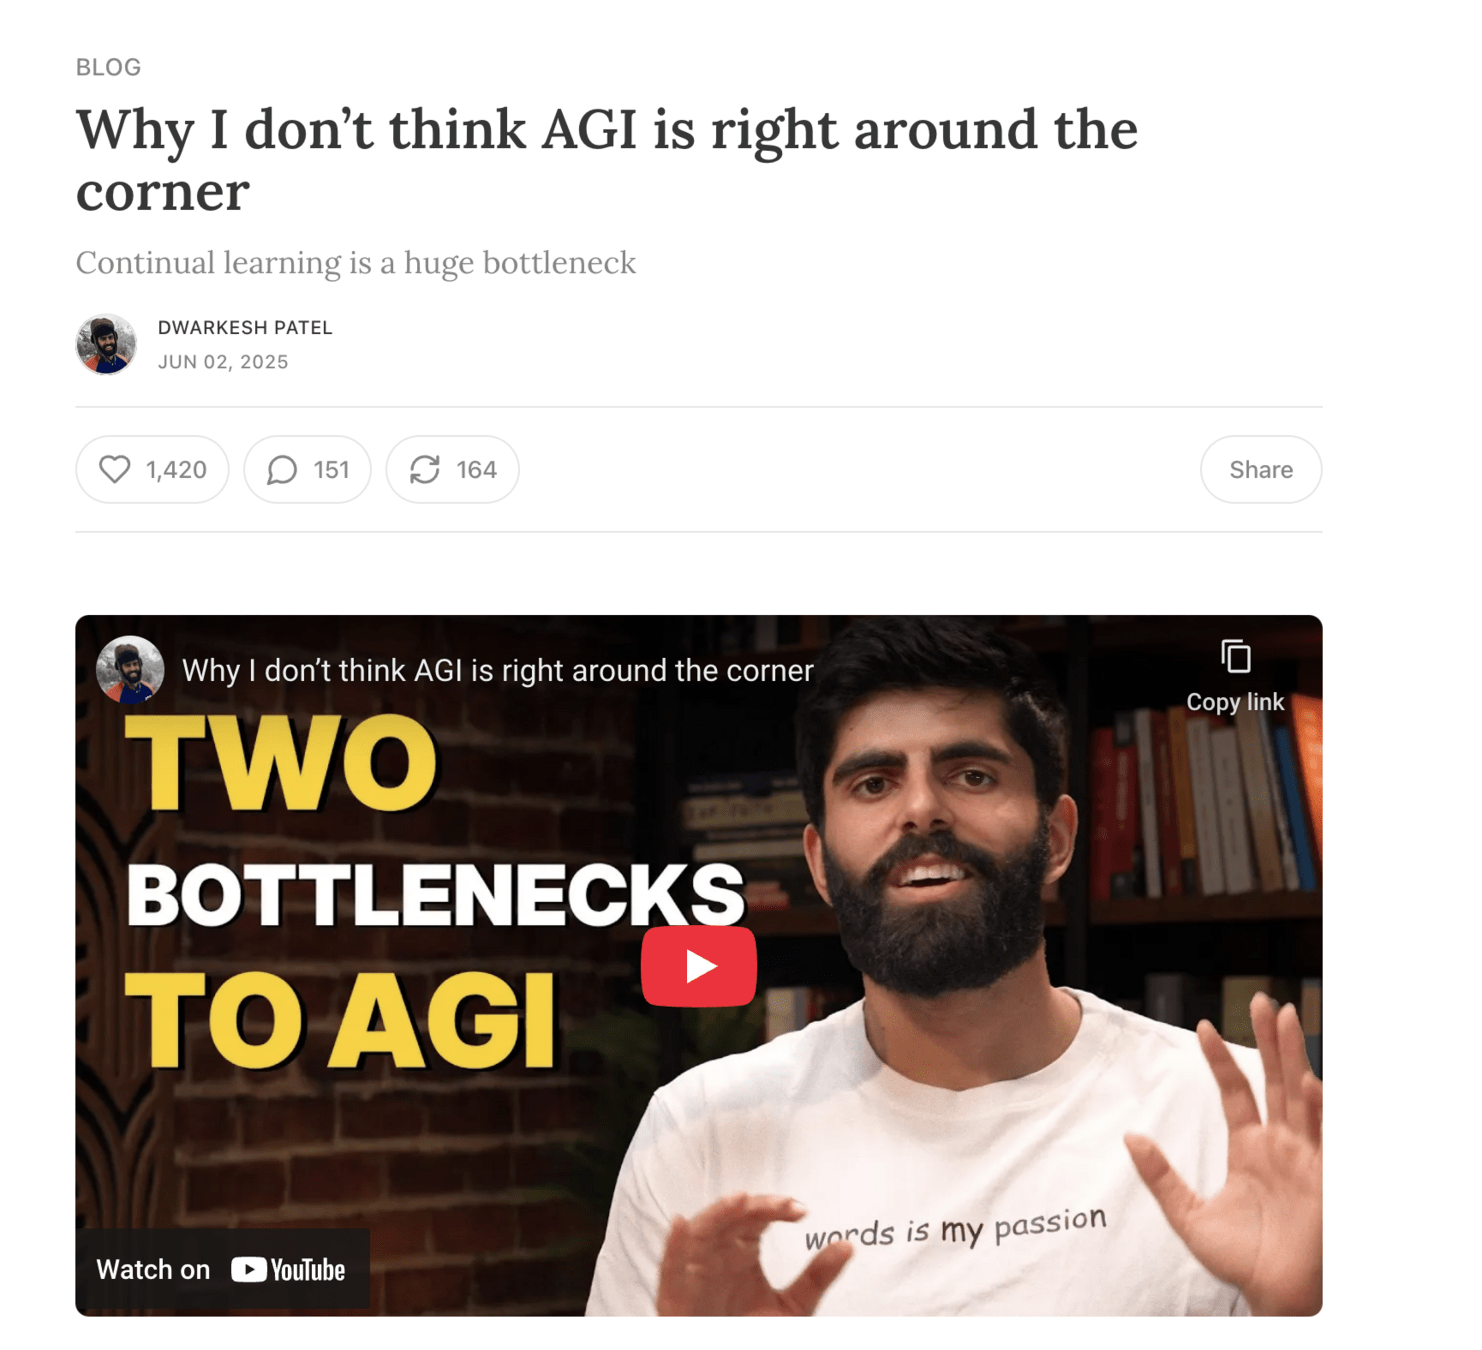 BLOG
Why I don’t think AGI is right around the
corner
Continual learning is a huge bottleneck
DWARKESH PATEL
JUN 02, 2025
1,420
151
164
Share
Why I don’t think AGI is right around the corner
Copy link
TWO
BOTTLENECKS
TO AGI
words is my passion
Watch on YouTube